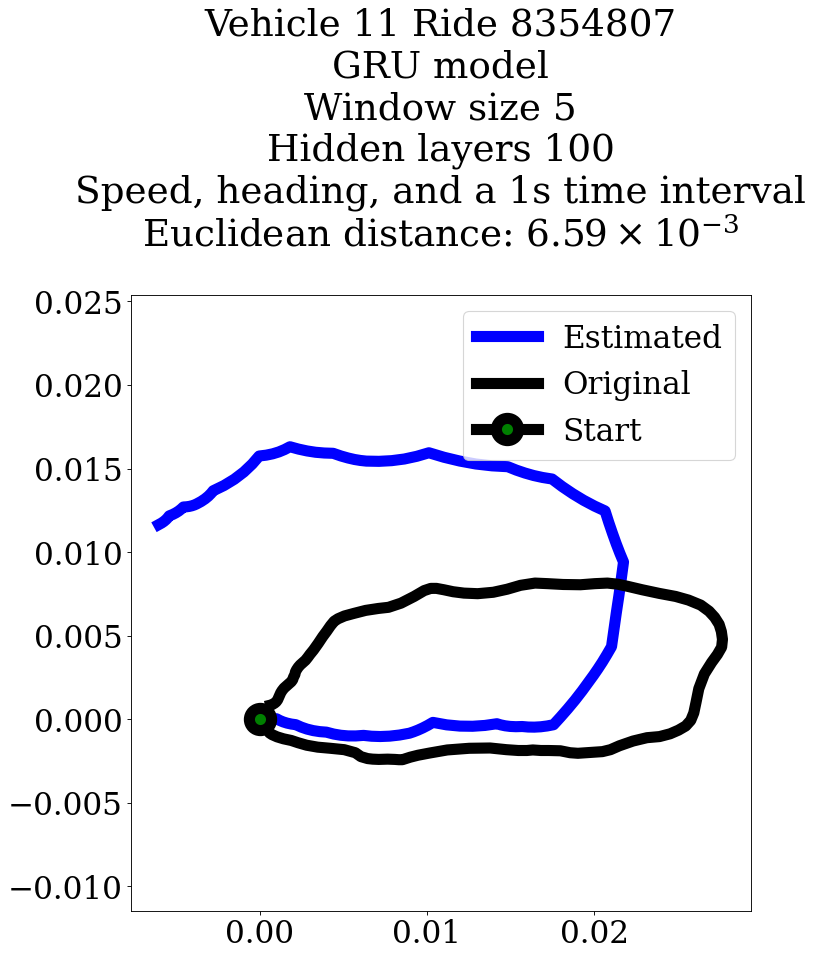 Vehicle 11 Ride 8354807
GRU model
Window size 5
Hidden layers 100
Speed, heading, and a 1s time interval
Euclidean distance: 6.59 × 10⁻³
0.025
Estimated
0.020
Original
Start
0.015
0.010
0.005
0.000
−0.005
−0.010
0.00 0.01 0.02